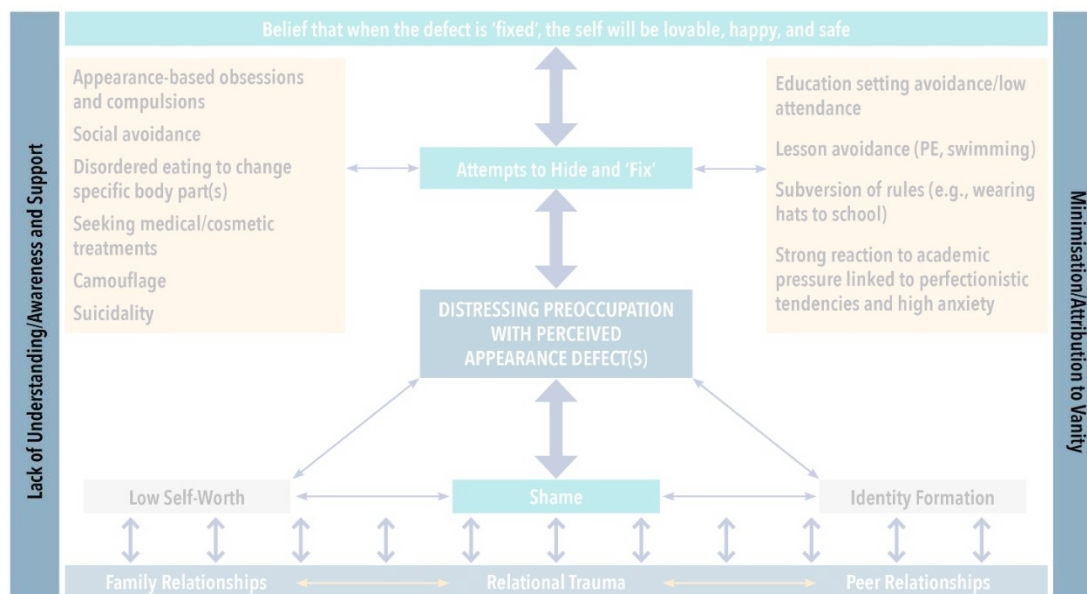 Belief that when the defect is ‘fixed’, the self will be lovable, happy, and safe
Lack of Understanding/Awareness and Support
Appearance-based obsessions
and compulsions
Social avoidance
Disordered eating to change
specific body part(s)
Seeking medical/cosmetic
treatments
Camouflage
Suicidality
Attempts to Hide and ‘Fix’
Education setting avoidance/low
attendance
Lesson avoidance (PE, swimming)
Subversion of rules (e.g., wearing
hats to school)
Strong reaction to academic
pressure linked to perfectionistic
tendencies and high anxiety
Minimisation/Attribution to Vanity
DISTRESSING PREOCCUPATION
WITH PERCEIVED
APPEARANCE DEFECT(S)
Low Self-Worth
Shame
Identity Formation
Family Relationships
Relational Trauma
Peer Relationships